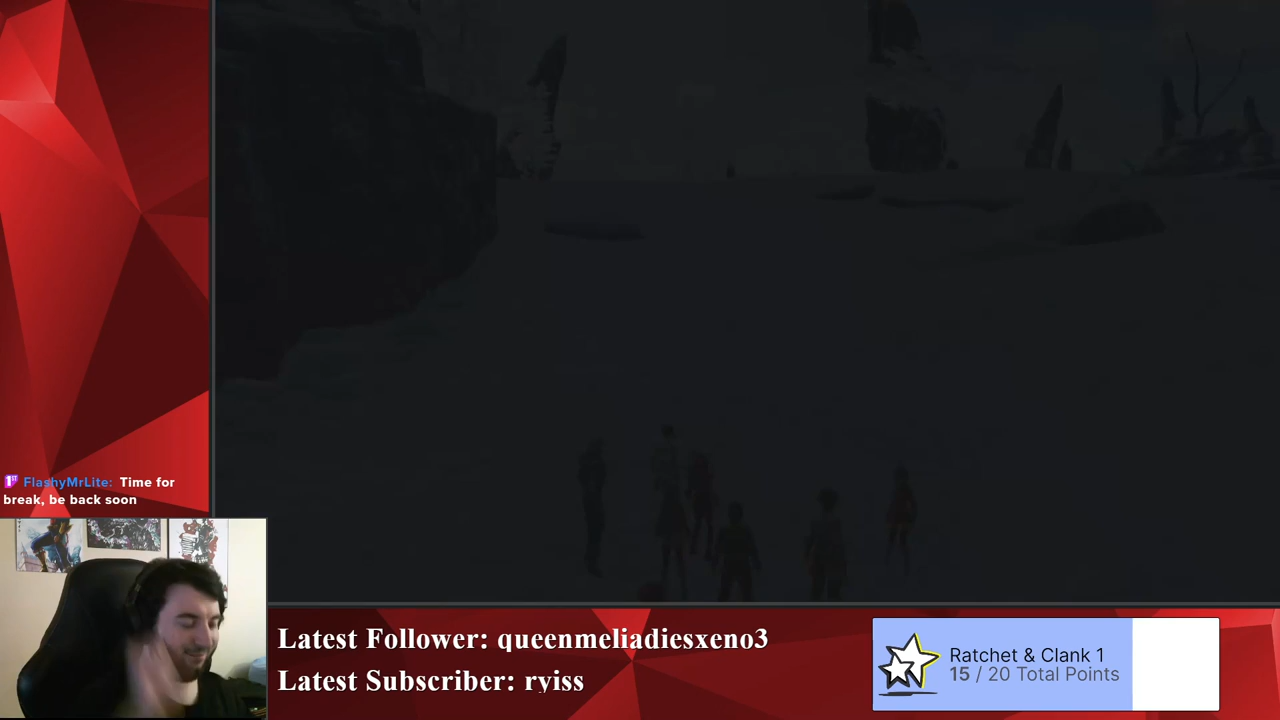 FlashyMrLite: Time for
break, be back soon
Latest Follower: queenmeliadiesxeno3
Latest Subscriber: ryiss
Ratchet & Clank 1
15 / 20 Total Points